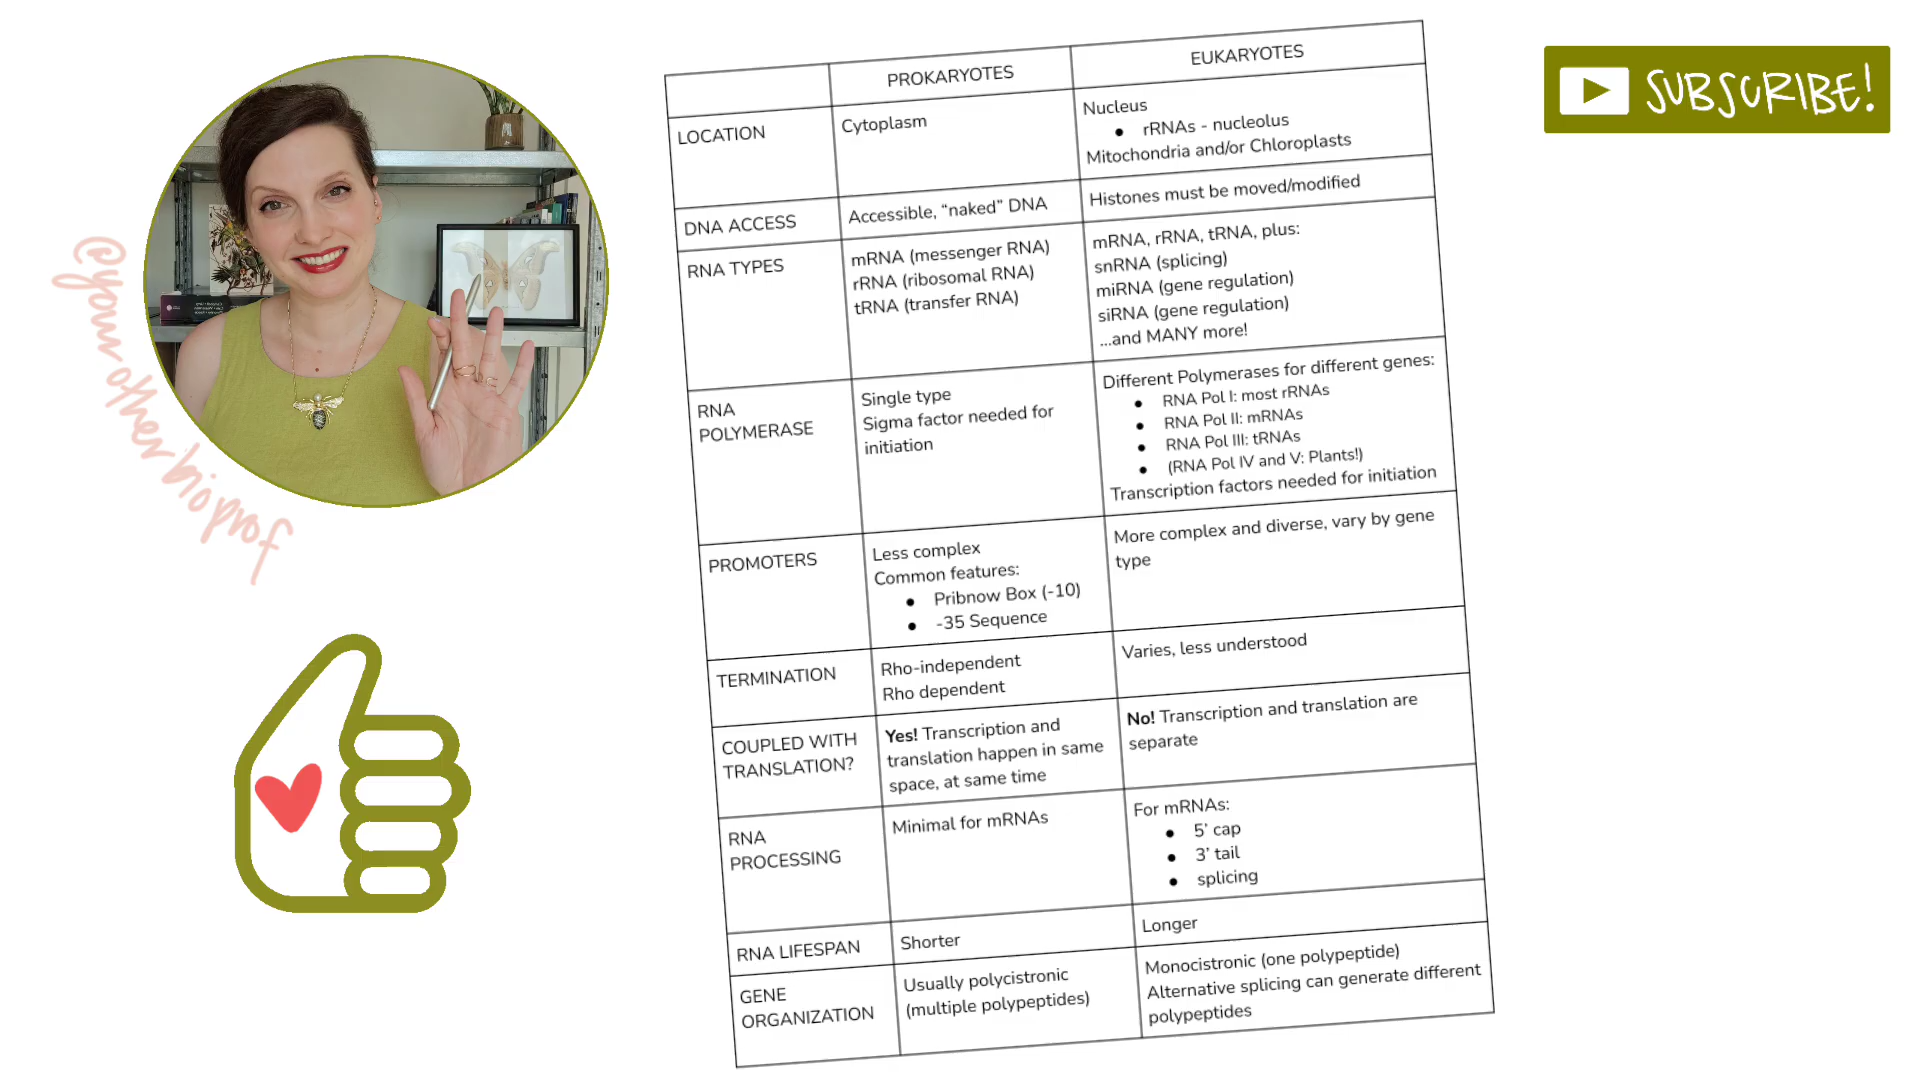 @your other bioprof
SUBSCRIBE!
PROKARYOTES
EUKARYOTES
LOCATION
Cytoplasm
Nucleus
● rRNAs - nucleolus
Mitochondria and/or Chloroplasts
DNA ACCESS
Accessible, “naked” DNA
Histones must be moved/modified
RNA TYPES
mRNA (messenger RNA)
rRNA (ribosomal RNA)
tRNA (transfer RNA)
mRNA, rRNA, tRNA, plus:
snRNA (splicing)
miRNA (gene regulation)
siRNA (gene regulation)
...and MANY more!
RNA
POLYMERASE
Single type
Sigma factor needed for
initiation
Different Polymerases for different genes:
● RNA Pol I: most rRNAs
● RNA Pol II: mRNAs
● RNA Pol III: tRNAs
● (RNA Pol IV and V: Plants!)
Transcription factors needed for initiation
PROMOTERS
Less complex
Common features:
● Pribnow Box (-10)
● -35 Sequence
More complex and diverse, vary by gene
type
TERMINATION
Rho-independent
Rho dependent
Varies, less understood
COUPLED WITH
TRANSLATION?
Yes! Transcription and
translation happen in same
space, at same time
No! Transcription and translation are
separate
RNA
PROCESSING
Minimal for mRNAs
For mRNAs:
● 5’ cap
● 3’ tail
● splicing
RNA LIFESPAN
Shorter
Longer
GENE
ORGANIZATION
Usually polycistronic
(multiple polypeptides)
Monocistronic (one polypeptide)
Alternative splicing can generate different
polypeptides